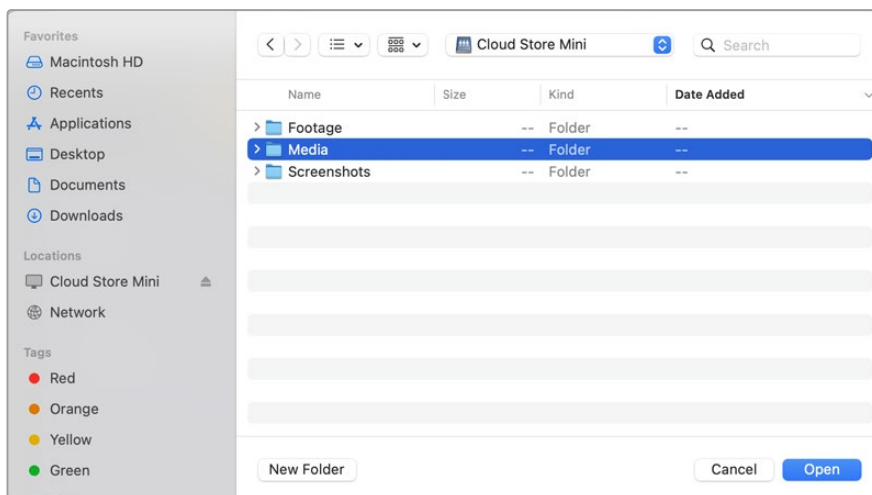 Favorites
Macintosh HD
Recents
Applications
Desktop
Documents
Downloads
Locations
Cloud Store Mini
Network
Tags
Red
Orange
Yellow
Green
Cloud Store Mini
Search
Name Size Kind Date Added
Footage -- Folder --
Media -- Folder --
Screenshots -- Folder --
New Folder Cancel Open